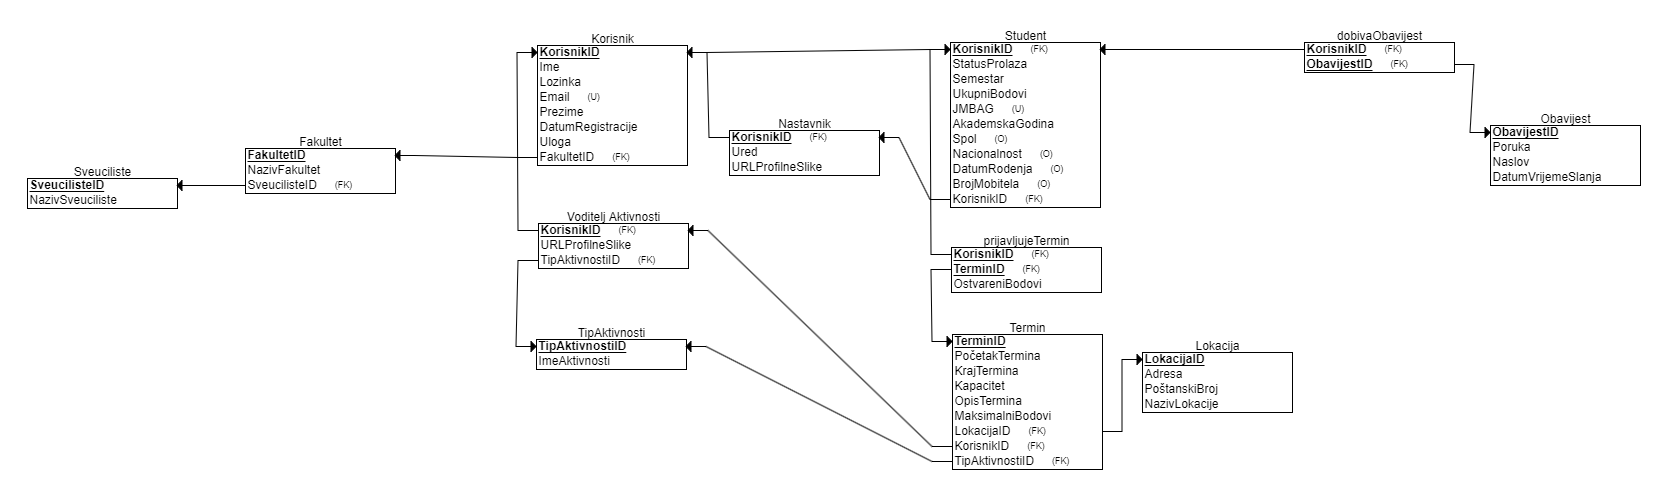 Sveuciliste
SveucilisteID
NazivSveuciliste
Fakultet
FakultetID
NazivFakultet
SveucilisteID (FK)
Korisnik
KorisnikID
Ime
Lozinka
Email (U)
Prezime
DatumRegistracije
Uloga
FakultetID (FK)
Voditelj Aktivnosti
KorisnikID (FK)
URLProfilneSlike
TipAktivnostiID (FK)
TipAktivnosti
TipAktivnostiID
ImeAktivnosti
Nastavnik
KorisnikID (FK)
Ured
URLProfilneSlike
Student
KorisnikID (FK)
StatusProlaza
Semestar
UkupniBodovi
JMBAG (U)
AkademskaGodina
Spol (O)
Nacionalnost (O)
DatumRodenja (O)
BrojMobitela (O)
KorisnikID (FK)
prijavljujeTermin
KorisnikID (FK)
TerminID (FK)
OstvareniBodovi
Termin
TerminID
PočetakTermina
KrajTermina
Kapacitet
OpisTermina
MaksimalniBodovi
LokacijaID (FK)
KorisnikID (FK)
TipAktivnostiID (FK)
Lokacija
LokacijaID
Adresa
PoštanskiBroj
NazivLokacije
dobivaObavijest
KorisnikID (FK)
ObavijestID (FK)
Obavijest
ObavijestID
Poruka
Naslov
DatumVrijemeSlanja